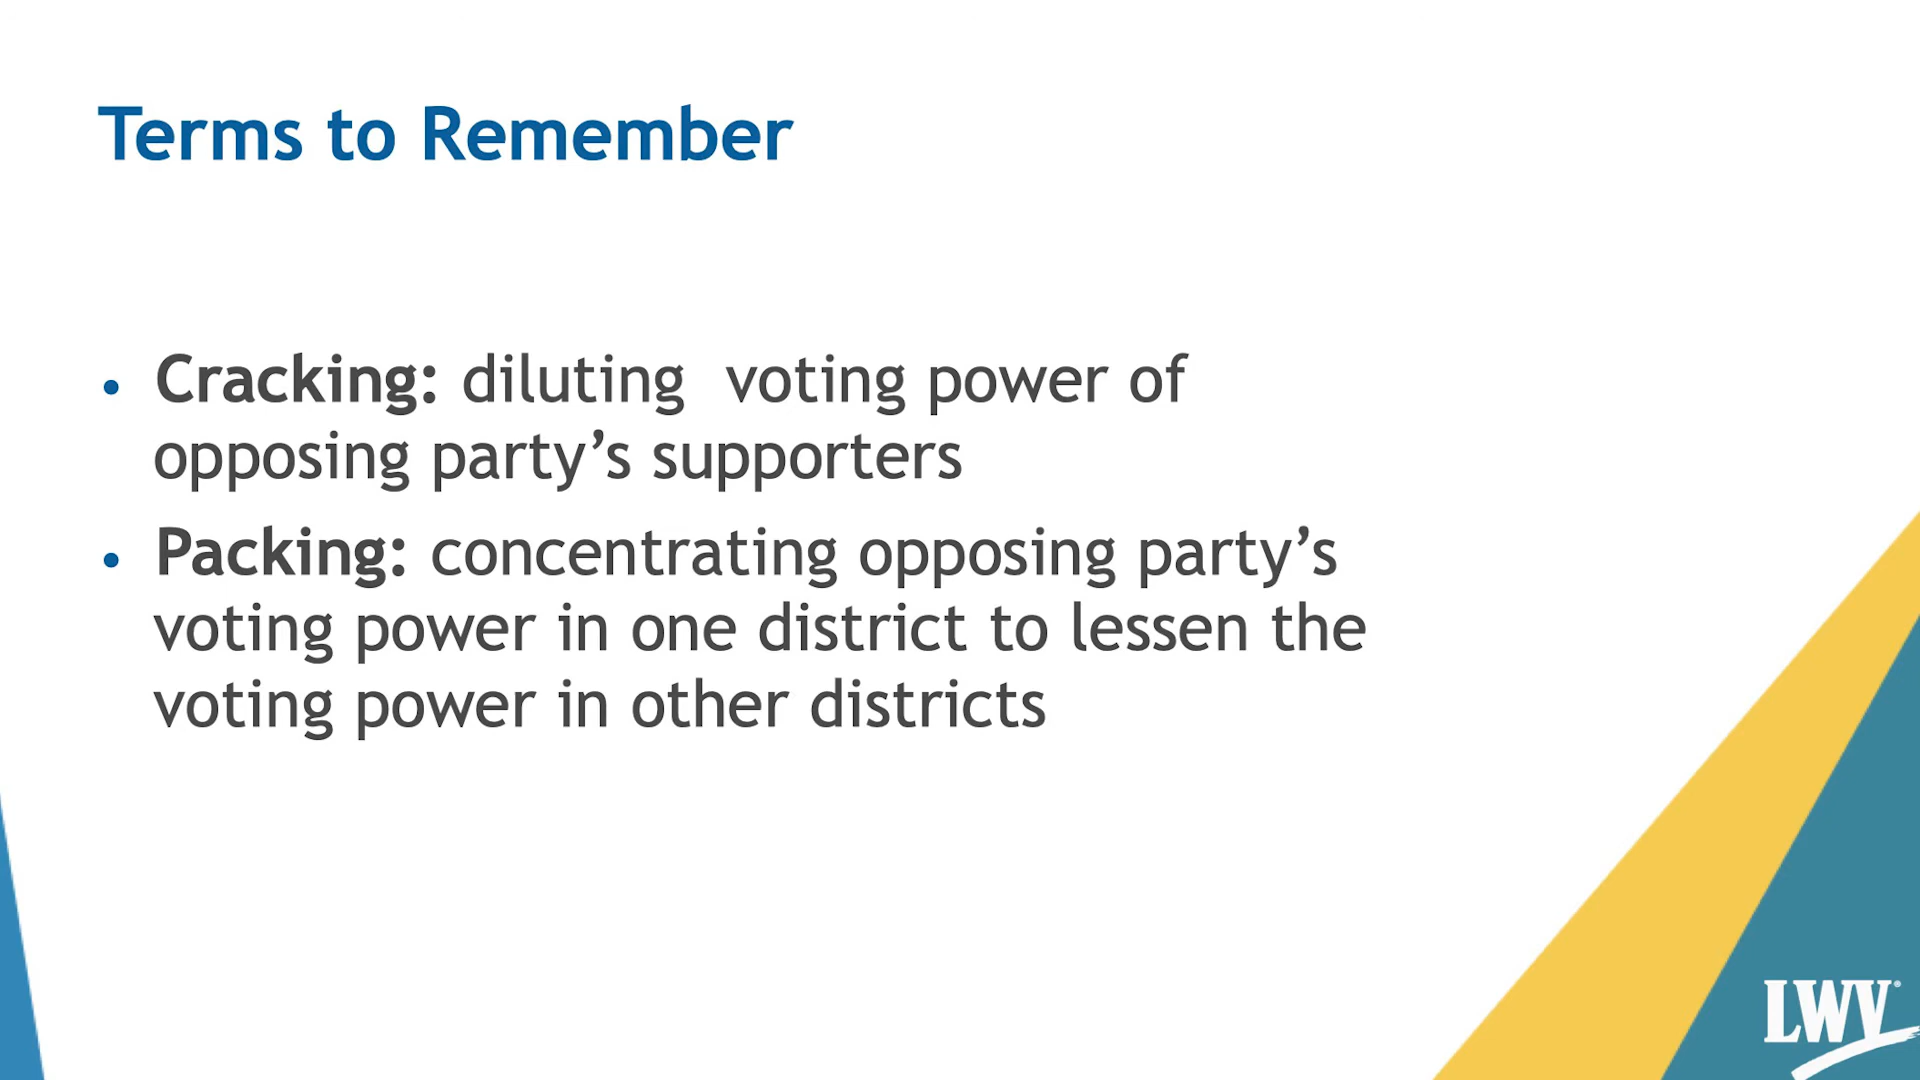 Terms to Remember
• Cracking: diluting  voting power of
opposing party’s supporters
• Packing: concentrating opposing party’s
voting power in one district to lessen the
voting power in other districts
LWV®